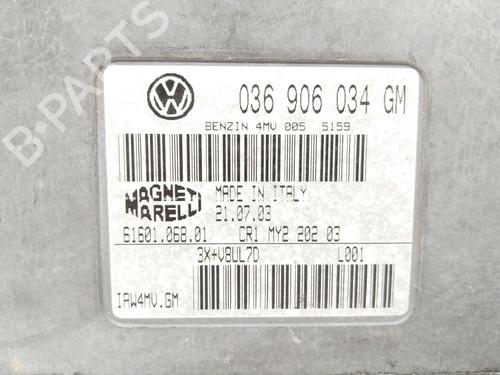 B-PARTS
036 906 034 GM
BENZIN 4MV 005 5159
MAGNETI MARELLI
MADE IN ITALY
21.07.03
61601.068.01 CR1 MY2 202 03
3X+V8UL7D L001
IAW4MV.GM